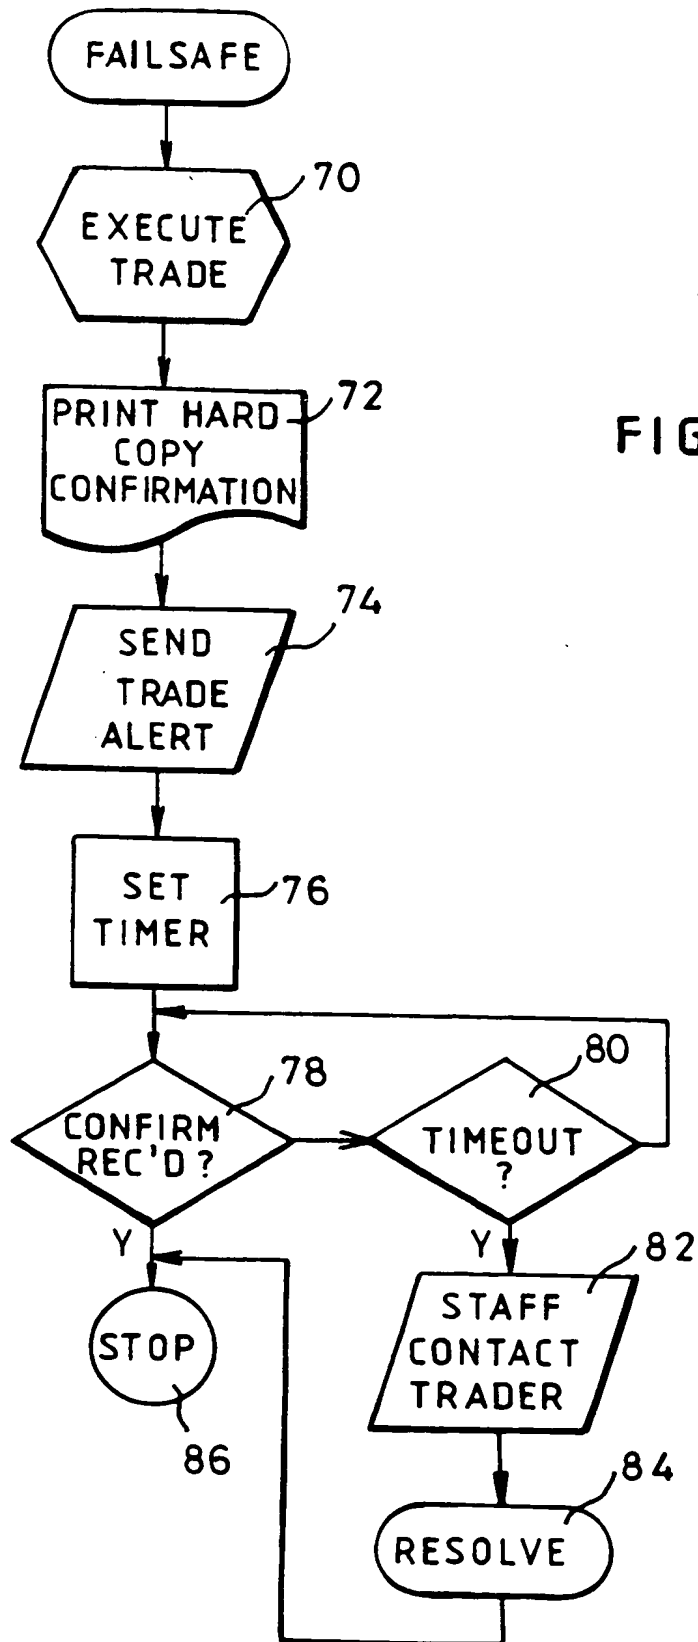 FAILSAFE
70
EXECUTE
TRADE
72
PRINT HARD
COPY
CONFIRMATION
FIG
74
SEND
TRADE
ALERT
76
SET
TIMER
78
CONFIRM
REC'D?
80
TIMEOUT
?
Y
Y
82
STAFF
CONTACT
TRADER
STOP
86
84
RESOLVE